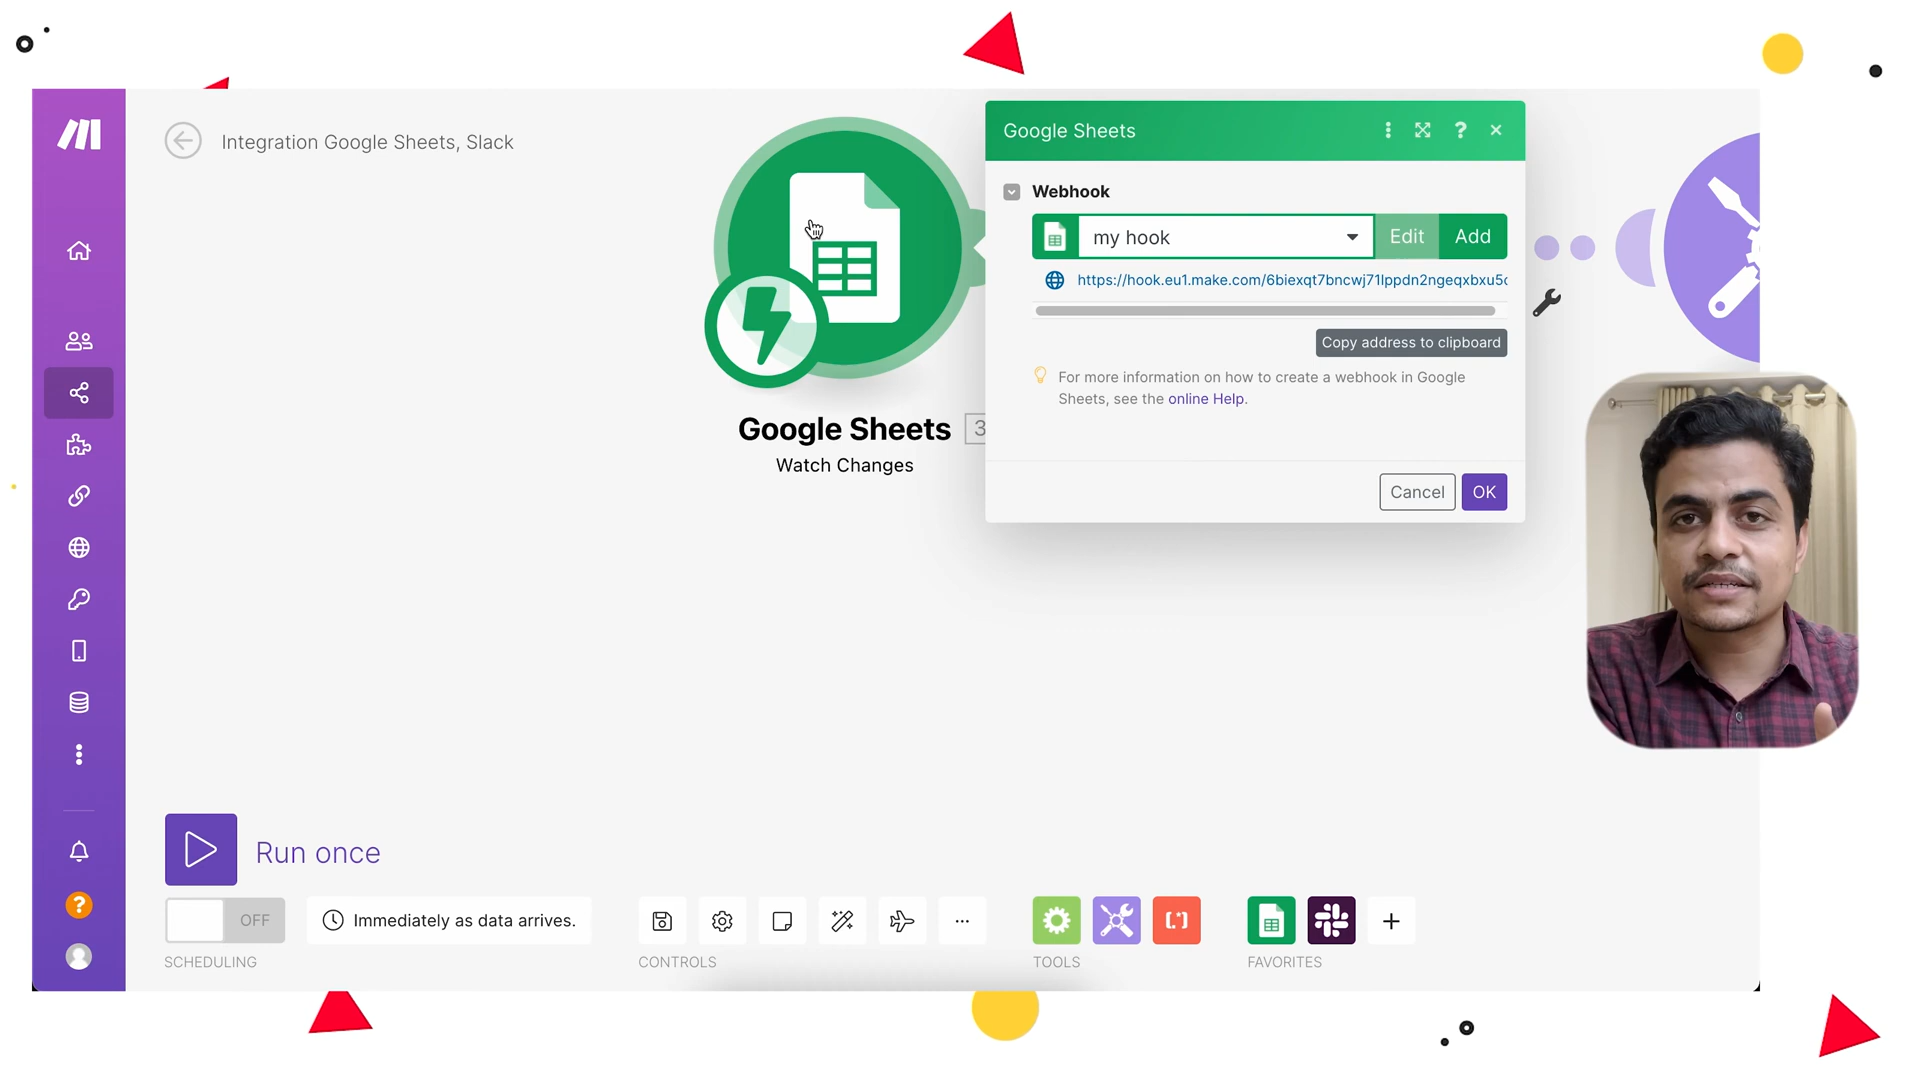 Integration Google Sheets, Slack
Google Sheets
?
Webhook
my hook
Edit
Add
https://hook.eu1.make.com/6biexqt7bncwj71lppdn2ngeqxbxu5
Copy address to clipboard
For more information on how to create a webhook in Google
Sheets, see the online Help.
Google Sheets
3
Watch Changes
Cancel
OK
Run once
OFF
Immediately as data arrives.
SCHEDULING
CONTROLS
TOOLS
FAVORITES
?